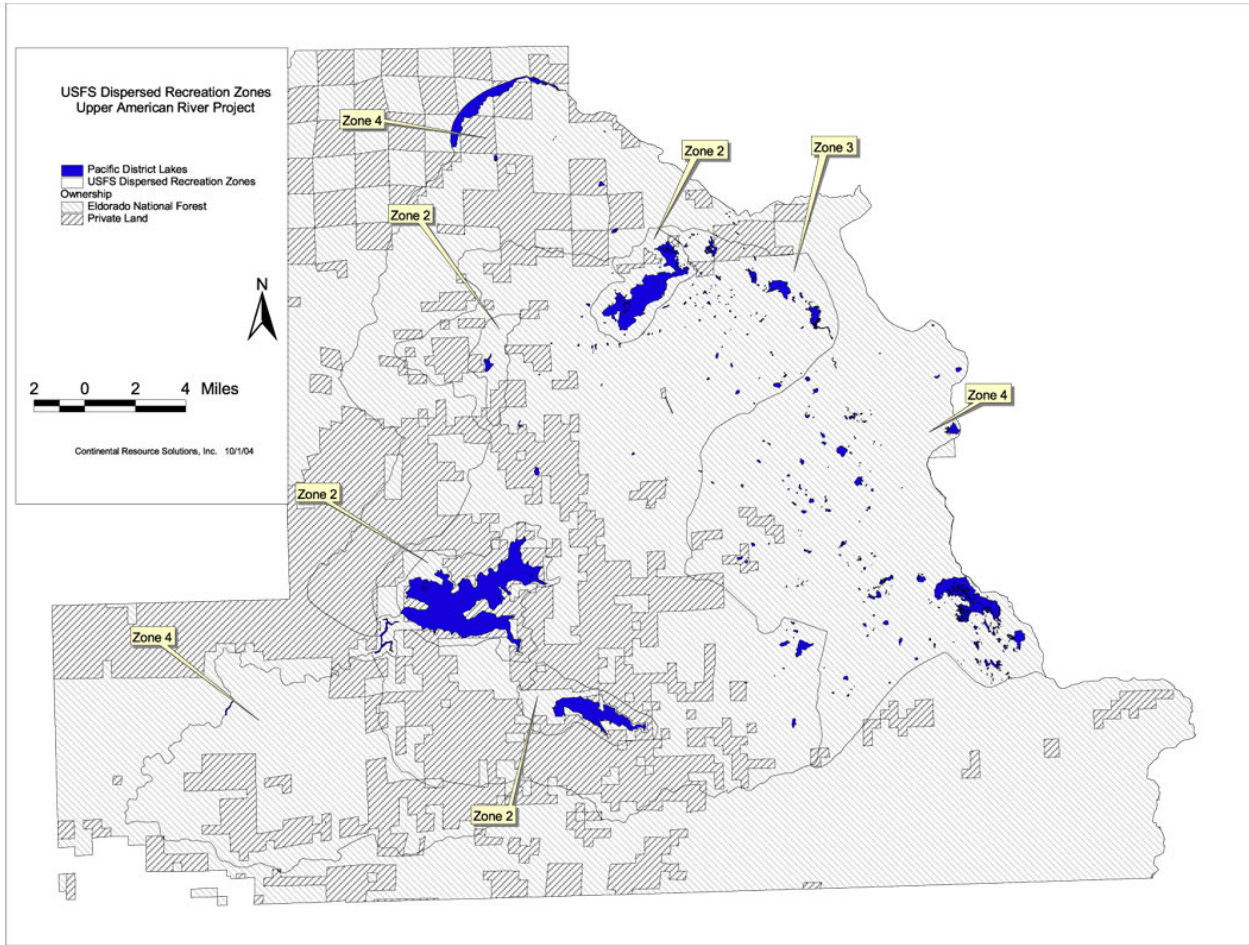 USFS Dispersed Recreation Zones
Upper American River Project
Pacific District Lakes
USFS Dispersed Recreation Zones
Ownership
Eldorado National Forest
Private Land
N
2 0 2 4 Miles
Continental Resource Solutions, Inc. 10/1/04
Zone 4
Zone 2
Zone 3
Zone 2
Zone 4
Zone 2
Zone 4
Zone 2